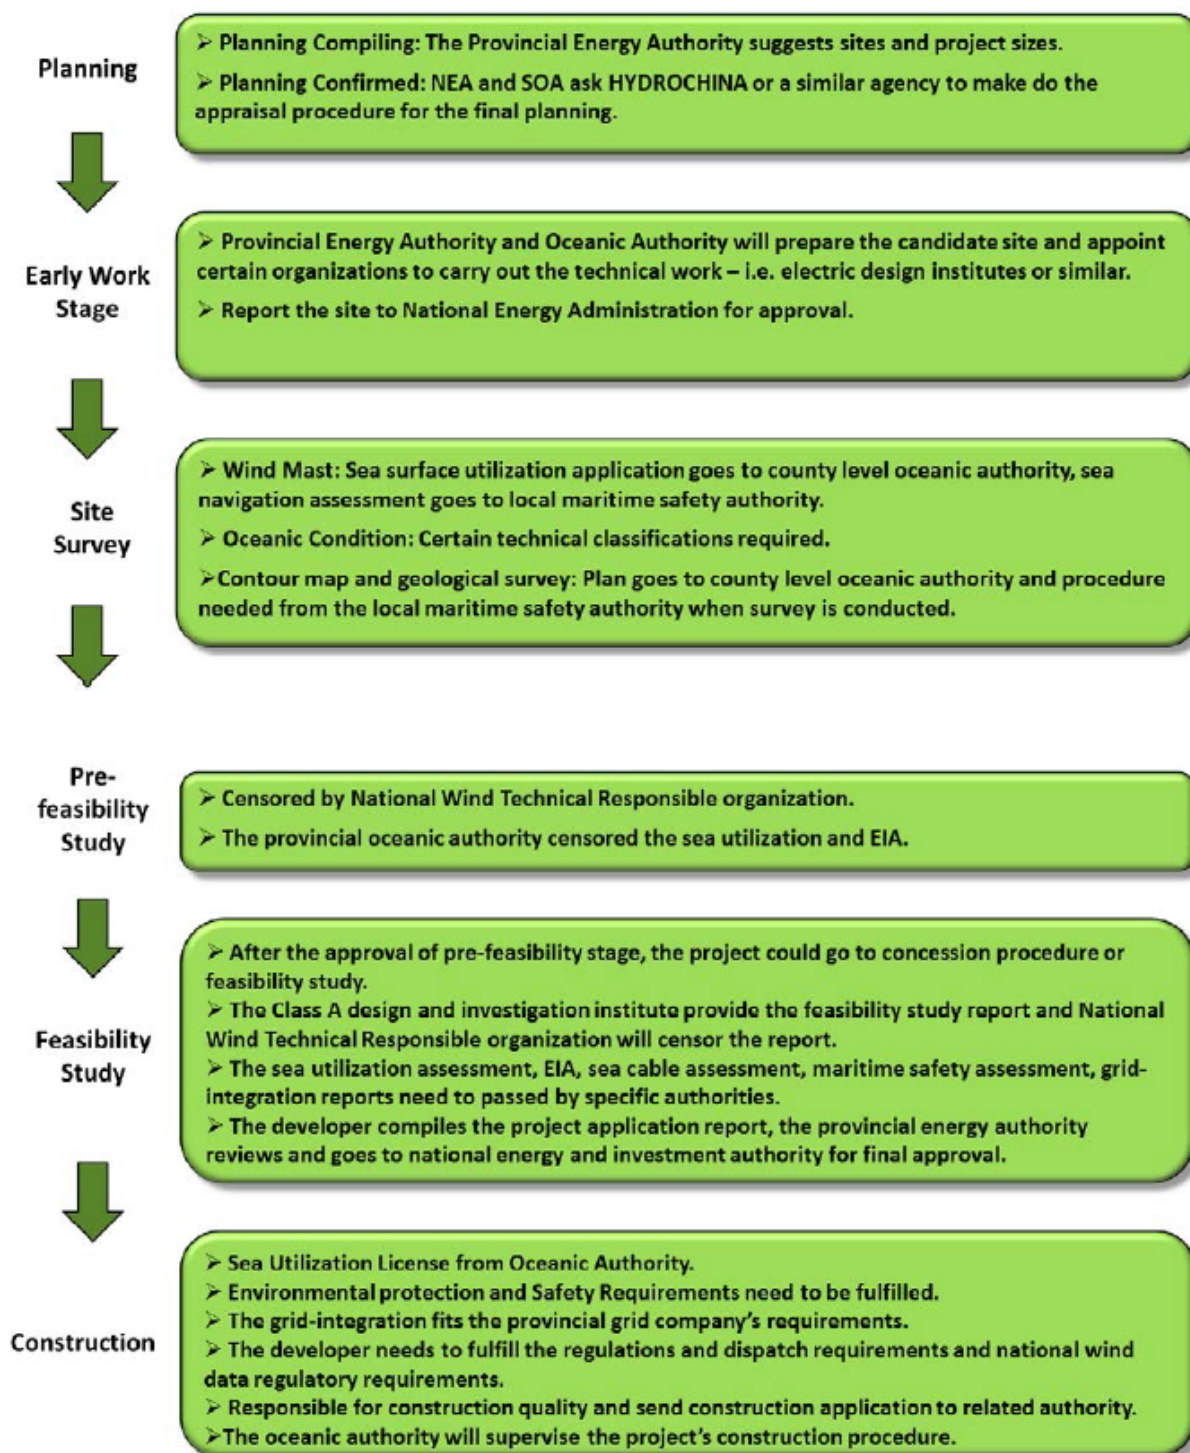 Planning
➢ Planning Compiling: The Provincial Energy Authority suggests sites and project sizes.
➢ Planning Confirmed: NEA and SOA ask HYDROCHINA or a similar agency to make do the
appraisal procedure for the final planning.
Early Work
Stage
➢ Provincial Energy Authority and Oceanic Authority will prepare the candidate site and appoint
certain organizations to carry out the technical work – i.e. electric design institutes or similar.
➢ Report the site to National Energy Administration for approval.
Site
Survey
➢ Wind Mast: Sea surface utilization application goes to county level oceanic authority, sea
navigation assessment goes to local maritime safety authority.
➢ Oceanic Condition: Certain technical classifications required.
➢Contour map and geological survey: Plan goes to county level oceanic authority and procedure
needed from the local maritime safety authority when survey is conducted.
Pre-
feasibility
Study
➢ Censored by National Wind Technical Responsible organization.
➢ The provincial oceanic authority censored the sea utilization and EIA.
Feasibility
Study
➢ After the approval of pre-feasibility stage, the project could go to concession procedure or
feasibility study.
➢ The Class A design and investigation institute provide the feasibility study report and National
Wind Technical Responsible organization will censor the report.
➢ The sea utilization assessment, EIA, sea cable assessment, maritime safety assessment, grid-
integration reports need to passed by specific authorities.
➢ The developer compiles the project application report, the provincial energy authority
reviews and goes to national energy and investment authority for final approval.
Construction
➢ Sea Utilization License from Oceanic Authority.
➢ Environmental protection and Safety Requirements need to be fulfilled.
➢ The grid-integration fits the provincial grid company's requirements.
➢ The developer needs to fulfill the regulations and dispatch requirements and national wind
data regulatory requirements.
➢ Responsible for construction quality and send construction application to related authority.
➢The oceanic authority will supervise the project's construction procedure.